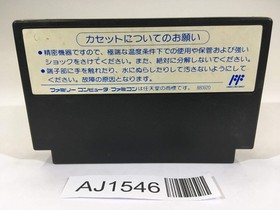 カセットについてのお願い
●精密機器ですので、極端な温度条件下での使用や保管および強い
ショックをさけてください。また、絶対に分解しないでください。
●端子部に手を触れたり、水にぬらしたりして汚さないようにして
ください。故障の原因となります。
ファミリーコンピュータ・ファミコンは任天堂の商標です。
FF
AJ1546